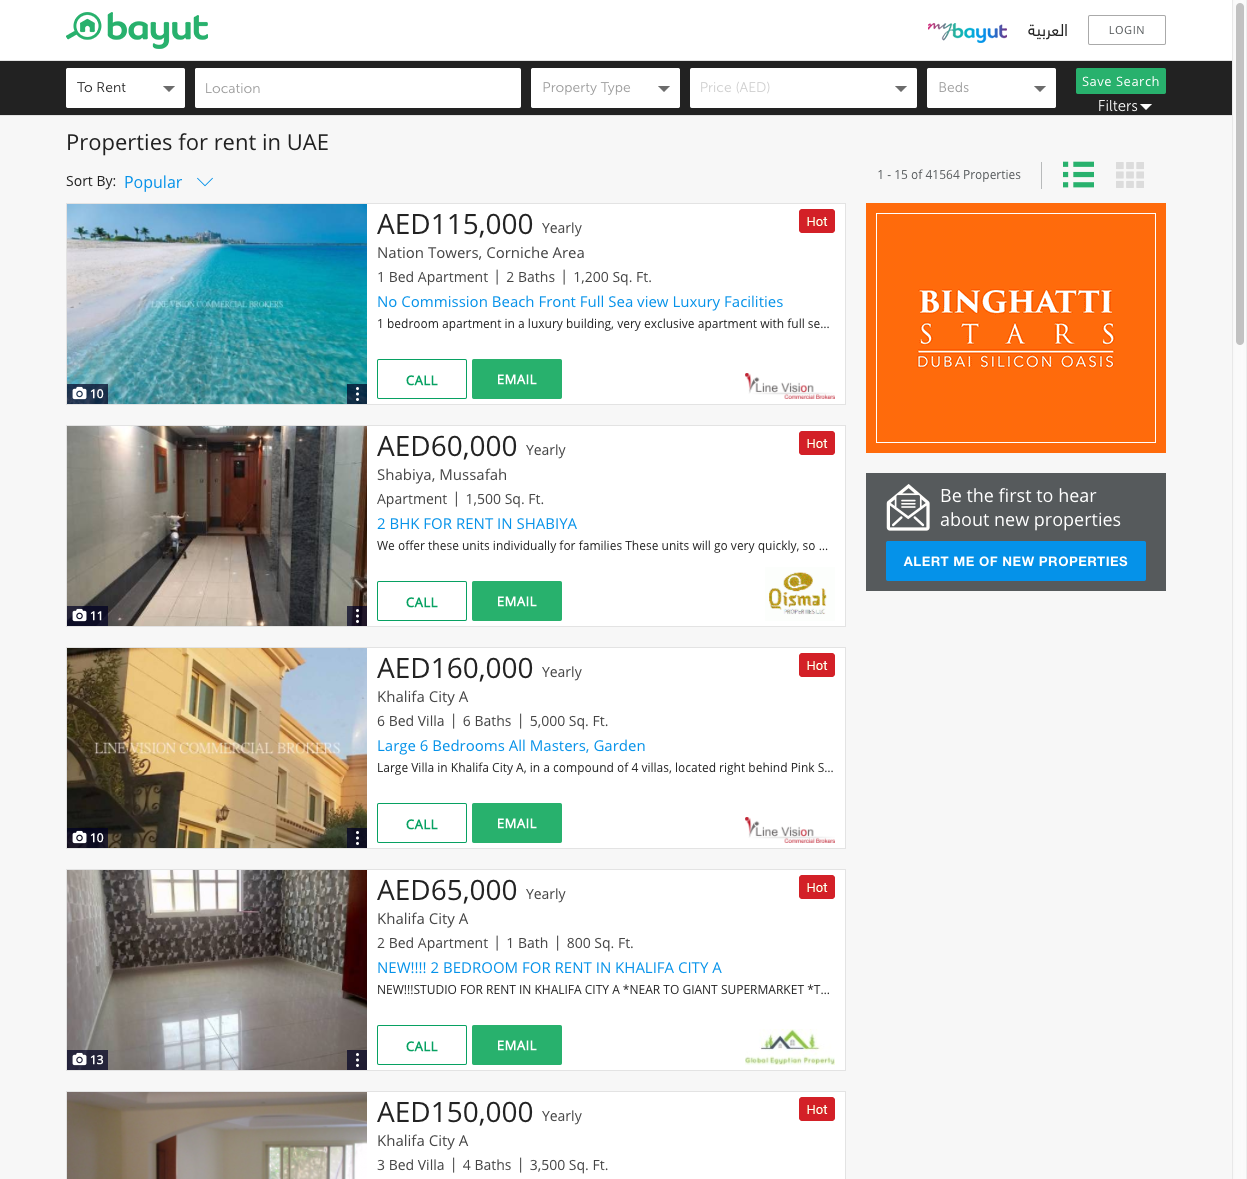 bayut
mybayut
العربية
LOGIN
To Rent
Location
Property Type
Price (AED)
Beds
Save Search
Filters
Properties for rent in UAE
Sort By: Popular
1 - 15 of 41564 Properties
AED115,000 Yearly
Hot
Nation Towers, Corniche Area
1 Bed Apartment | 2 Baths | 1,200 Sq. Ft.
No Commission Beach Front Full Sea view Luxury Facilities
1 bedroom apartment in a luxury building, very exclusive apartment with full se...
LINE VISION COMMERCIAL BROKERS
10
CALL
EMAIL
Line Vision
Commercial Brokers
BINGHATTI
STARS
DUBAI SILICON OASIS
AED60,000 Yearly
Hot
Shabiya, Mussafah
Apartment | 1,500 Sq. Ft.
2 BHK FOR RENT IN SHABIYA
We offer these units individually for families These units will go very quickly, so ...
11
CALL
EMAIL
Qismat
PROPERTIES LLC
Be the first to hear
about new properties
ALERT ME OF NEW PROPERTIES
AED160,000 Yearly
Hot
Khalifa City A
6 Bed Villa | 6 Baths | 5,000 Sq. Ft.
Large 6 Bedrooms All Masters, Garden
Large Villa in Khalifa City A, in a compound of 4 villas, located right behind Pink S...
LINE VISION COMMERCIAL BROKERS
10
CALL
EMAIL
Line Vision
Commercial Brokers
AED65,000 Yearly
Hot
Khalifa City A
2 Bed Apartment | 1 Bath | 800 Sq. Ft.
NEW!!!! 2 BEDROOM FOR RENT IN KHALIFA CITY A
NEW!!!STUDIO FOR RENT IN KHALIFA CITY A *NEAR TO GIANT SUPERMARKET *T...
13
CALL
EMAIL
Global Egyptian Property
AED150,000 Yearly
Hot
Khalifa City A
3 Bed Villa | 4 Baths | 3,500 Sq. Ft.